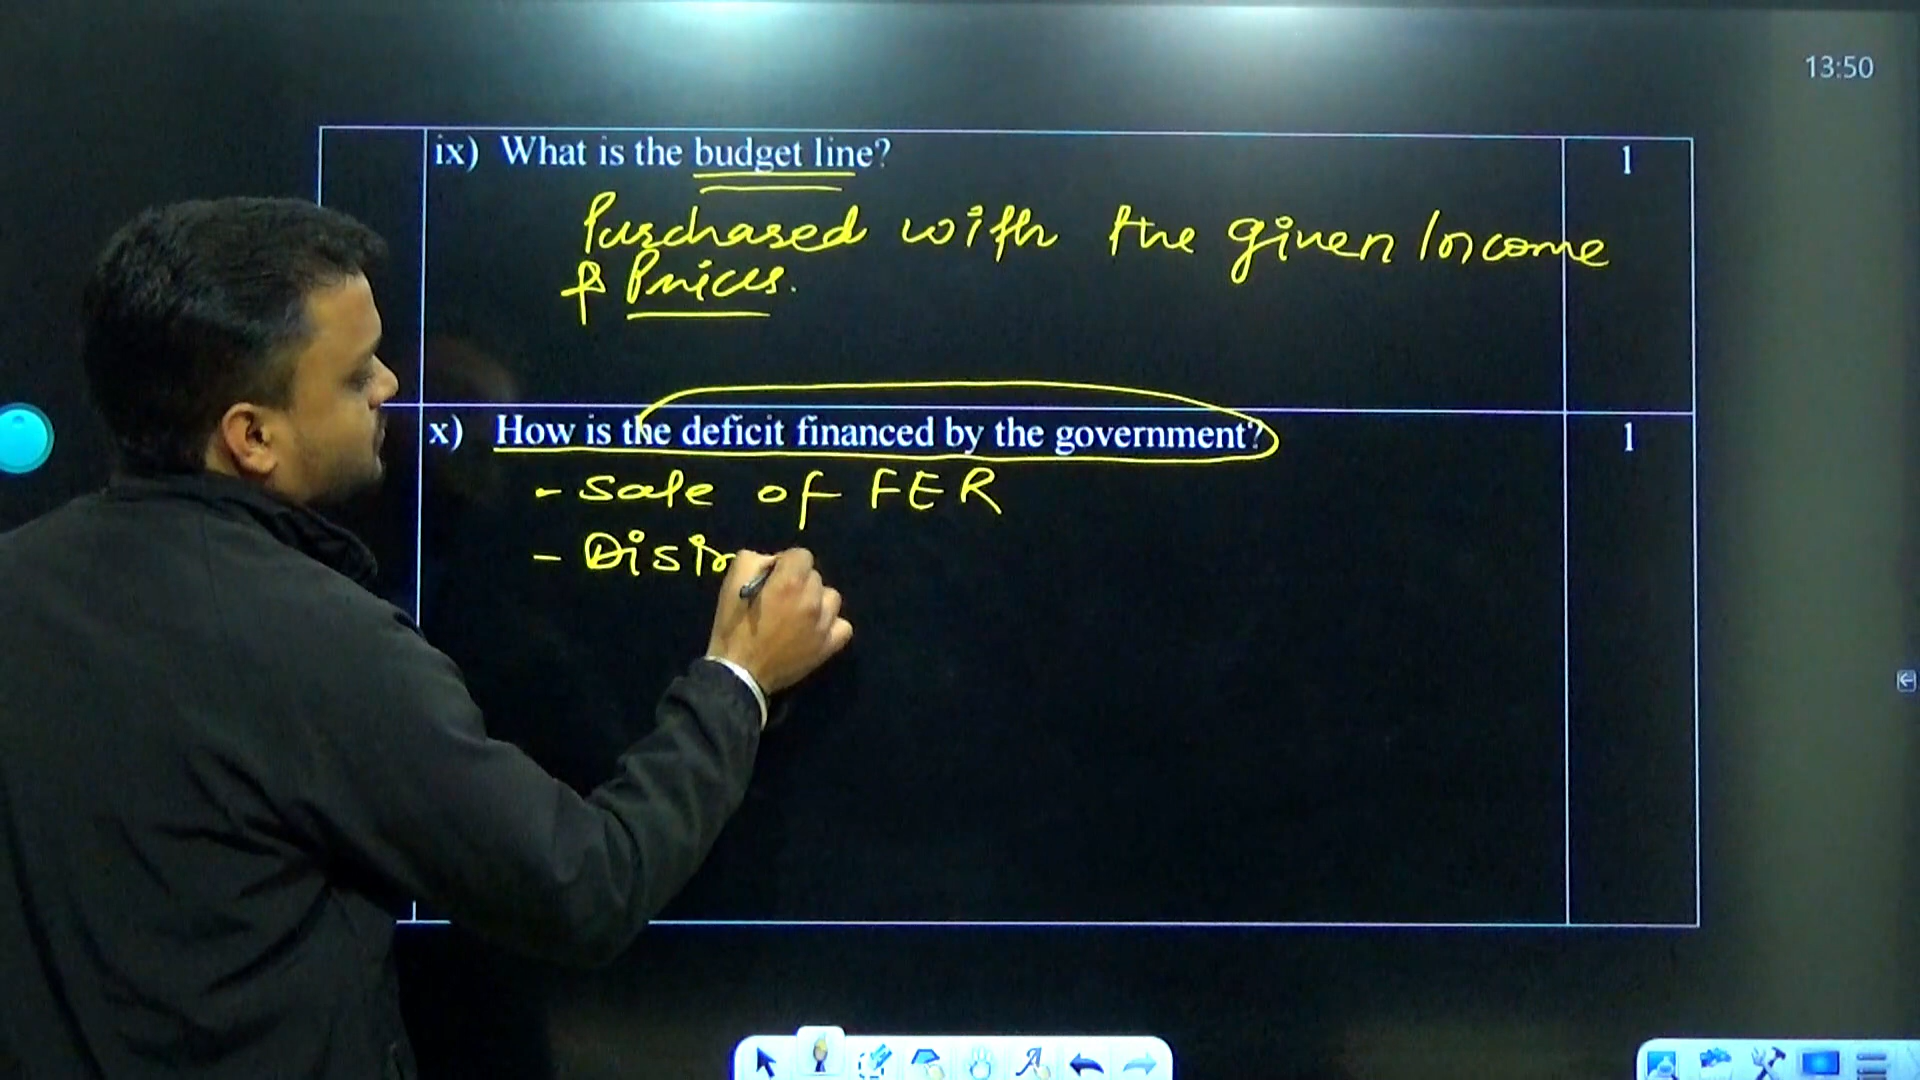 13:50
ix) What is the budget line?
1
Purchased with the given Income
& Prices.
x) How is the deficit financed by the government?
1
- Sale of FER
- Disin